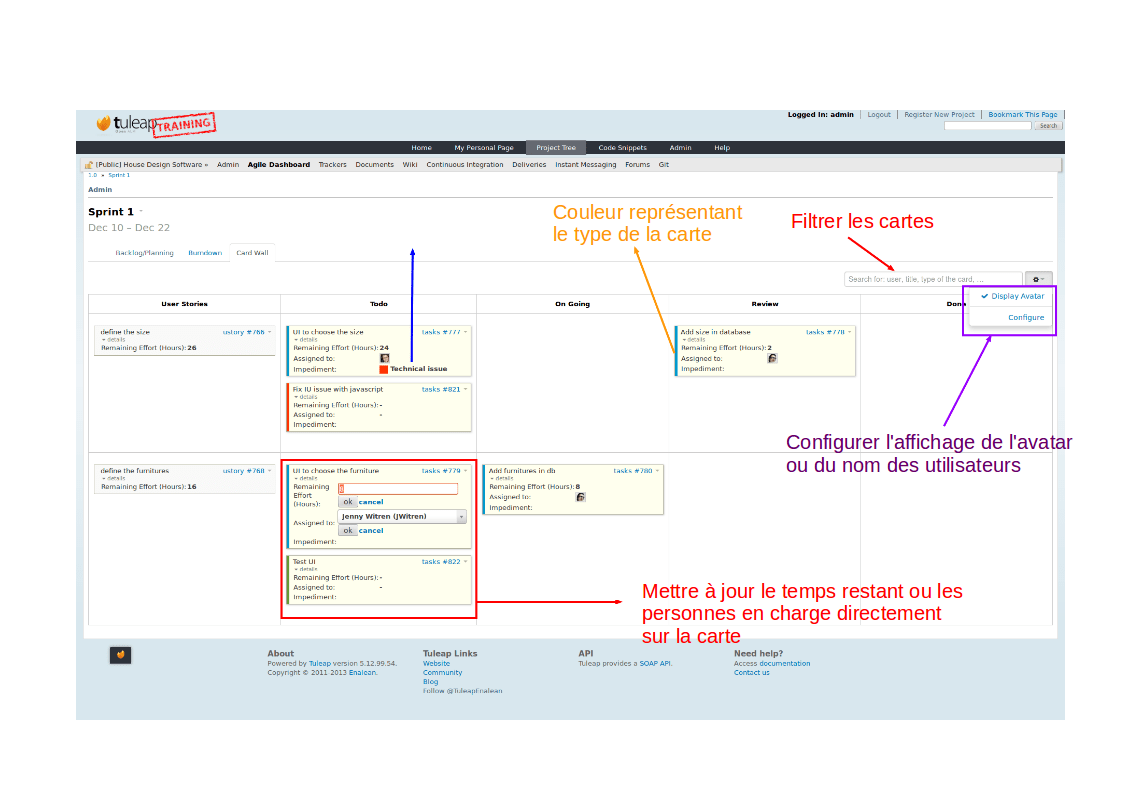 tuleap
TRAINING
Logged In: admin Logout Register New Project Bookmark This Page
Search
Home My Personal Page Project Tree Code Snippets Admin Help
[Public] House Design Software » Admin Agile Dashboard Trackers Documents Wiki Continuous Integration Deliveries Instant Messaging Forums Git
1.0 » Sprint 1
Admin
Sprint 1
Dec 10 – Dec 22
Couleur représentant
le type de la carte
Filtrer les cartes
Backlog/Planning Burndown Card Wall
Search for: user, title, type of the card, ...
Display Avatar
Configure
User Stories Todo On Going Review Done
define the size ustory #766
+ details
Remaining Effort (Hours): 26
UI to choose the size tasks #777
+ details
Remaining Effort (Hours): 24
Assigned to:
Impediment: Technical issue
Fix IU issue with javascript tasks #821
+ details
Remaining Effort (Hours): -
Assigned to: -
Impediment:
Add size in database tasks #778
+ details
Remaining Effort (Hours): 2
Assigned to:
Impediment:
Configurer l'affichage de l'avatar
ou du nom des utilisateurs
define the furnitures ustory #768
+ details
Remaining Effort (Hours): 16
UI to choose the furniture tasks #779
+ details
Remaining
Effort
(Hours):
ok cancel
Assigned to: Jenny Witren (JWitren)
ok cancel
Impediment:
Test UI tasks #822
+ details
Remaining Effort (Hours): -
Assigned to: -
Impediment:
Add furnitures in db tasks #780
+ details
Remaining Effort (Hours): 8
Assigned to:
Impediment:
Mettre à jour le temps restant ou les
personnes en charge directement
sur la carte
About
Powered by Tuleap version 5.12.99.54.
Copyright © 2011-2013 Enalean.
Tuleap Links
Website
Community
Blog
Follow @TuleapEnalean
API
Tuleap provides a SOAP API.
Need help?
Access documentation
Contact us